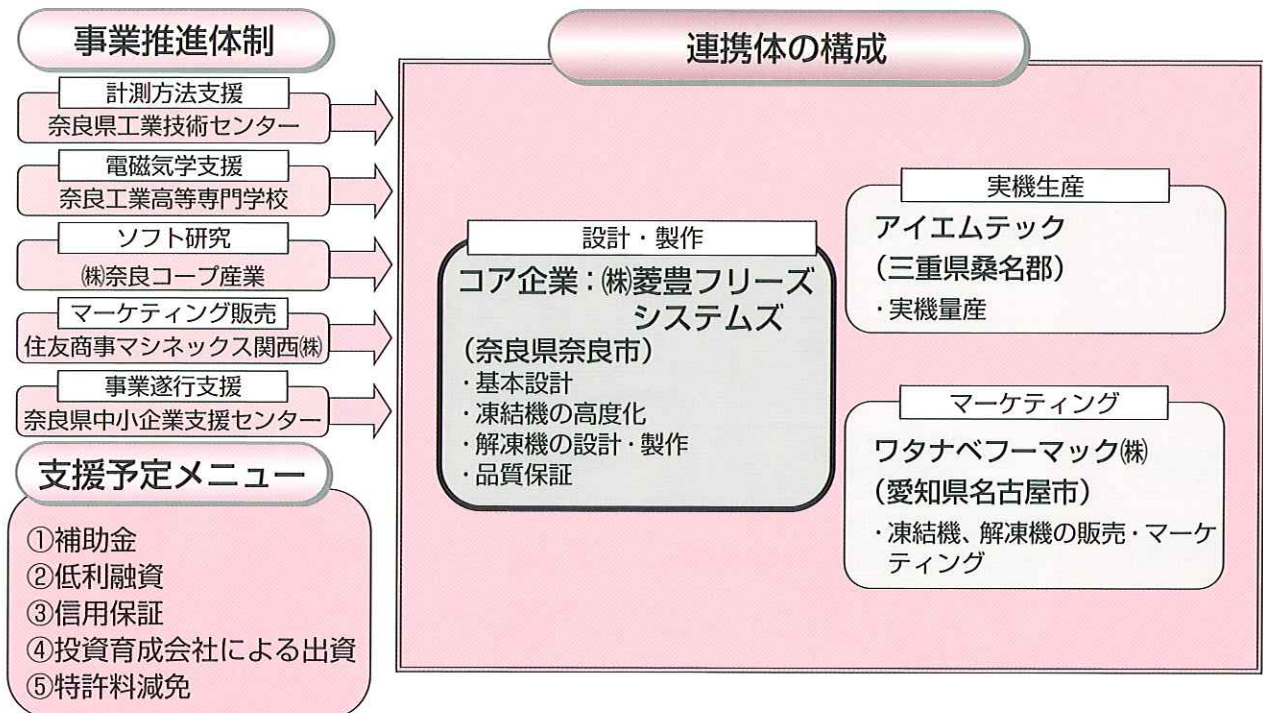 事業推進体制
計測方法支援
奈良県工業技術センター
電磁気学支援
奈良工業高等専門学校
ソフト研究
㈱奈良コープ産業
マーケティング販売
住友商事マシネックス関西㈱
事業遂行支援
奈良県中小企業支援センター
支援予定メニュー
①補助金
②低利融資
③信用保証
④投資育成会社による出資
⑤特許料減免
連携体の構成
設計・製作
コア企業：㈱菱豊フリーズ
システムズ
（奈良県奈良市）
・基本設計
・凍結機の高度化
・解凍機の設計・製作
・品質保証
実機生産
アイエムテック
（三重県桑名郡）
・実機量産
マーケティング
ワタナベフーマック㈱
（愛知県名古屋市）
・凍結機、解凍機の販売・マーケ
ティング